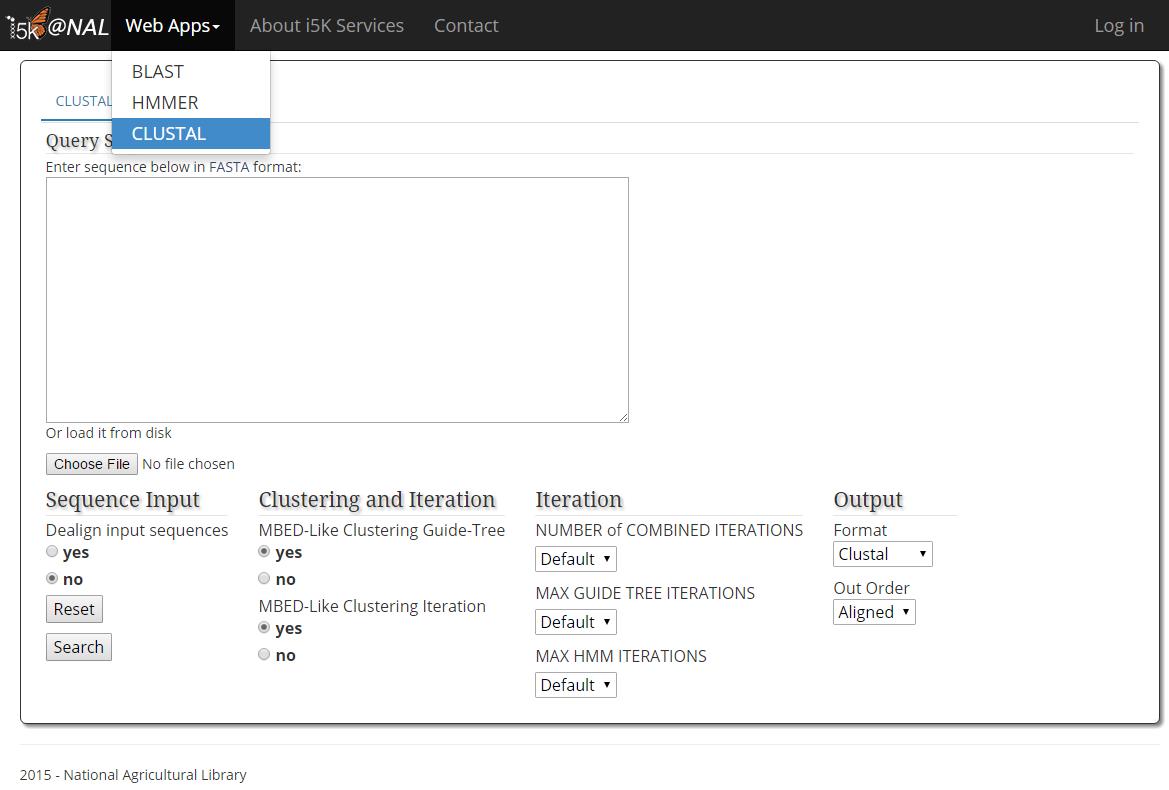 i5k@NAL Web Apps About i5K Services Contact Log in
BLAST
HMMER
CLUSTAL
CLUSTAL
Query S
Enter sequence below in FASTA format:
Or load it from disk
Choose File No file chosen
Sequence Input Clustering and Iteration Iteration Output
Dealign input sequences MBED-Like Clustering Guide-Tree NUMBER of COMBINED ITERATIONS Format
yes yes Default Clustal
no no MAX GUIDE TREE ITERATIONS Out Order
Reset MBED-Like Clustering Iteration Default Aligned
Search yes MAX HMM ITERATIONS
no Default
2015 - National Agricultural Library